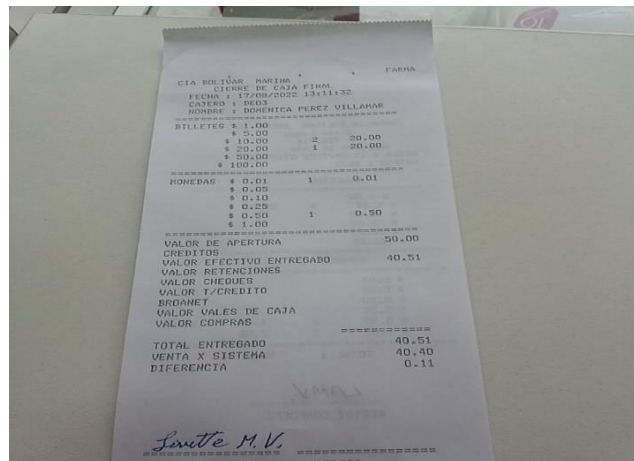 FARMA
CIA BOLIVAR MARINA
CIERRE DE CAJA FINAL
FECHA : 17/08/2022 13:11:32
CAJERO : DE03
NOMBRE : DOMENICA PEREZ VILLAMAR
====================================
BILLETES $ 1.00
$ 5.00
$ 10.00 2 20.00
$ 20.00 1 20.00
$ 50.00
$ 100.00
====================================
MONEDAS $ 0.01 1 0.01
$ 0.05
$ 0.10
$ 0.25
$ 0.50 1 0.50
$ 1.00
====================================
VALOR DE APERTURA 50.00
CREDITOS
VALOR EFECTIVO ENTREGADO 40.51
VALOR RETENCIONES
VALOR CHEQUES
VALOR T/CREDITO
BROANET
VALOR VALES DE CAJA
VALOR COMPRAS
============
TOTAL ENTREGADO 40.51
VENTA X SISTEMA 40.40
DIFERENCIA 0.11
Livette M.V.
================== ==================